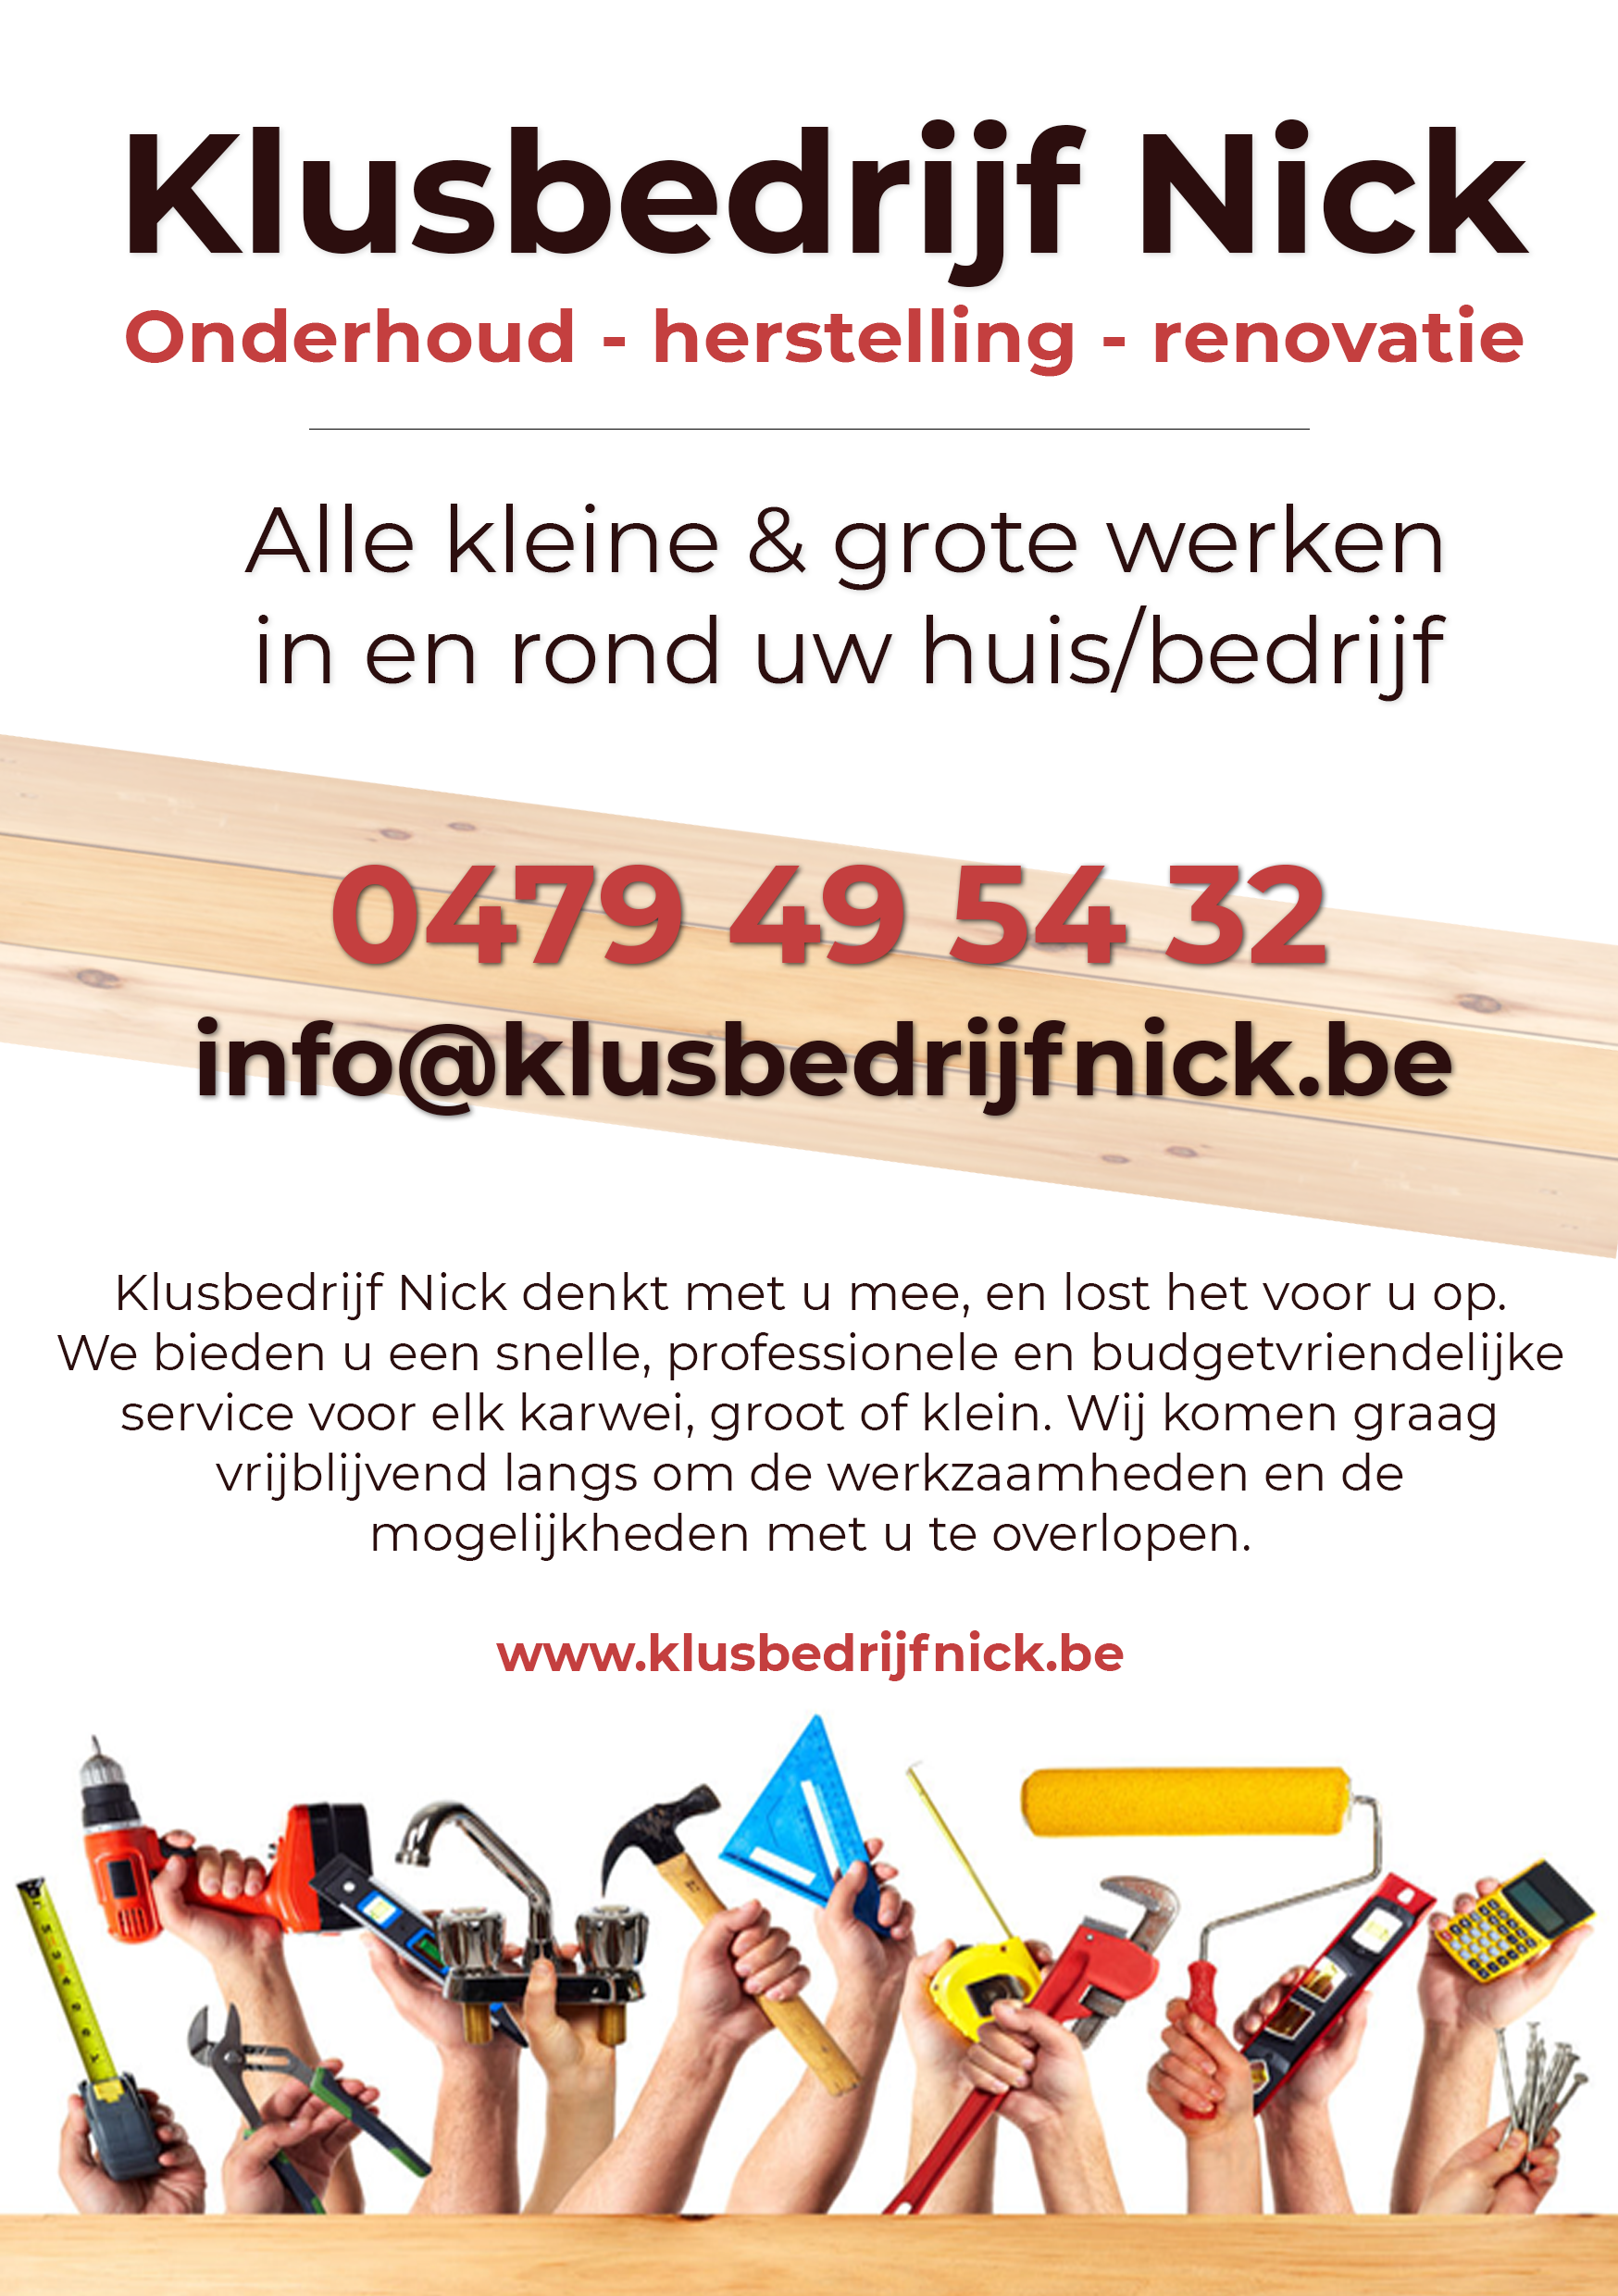 Klusbedrijf Nick
Onderhoud - herstelling - renovatie
Alle kleine & grote werken
in en rond uw huis/bedrijf
0479 49 54 32
info@klusbedrijfnick.be
Klusbedrijf Nick denkt met u mee, en lost het voor u op.
We bieden u een snelle, professionele en budgetvriendelijke
service voor elk karwei, groot of klein. Wij komen graag
vrijblijvend langs om de werkzaamheden en de
mogelijkheden met u te overlopen.
www.klusbedrijfnick.be